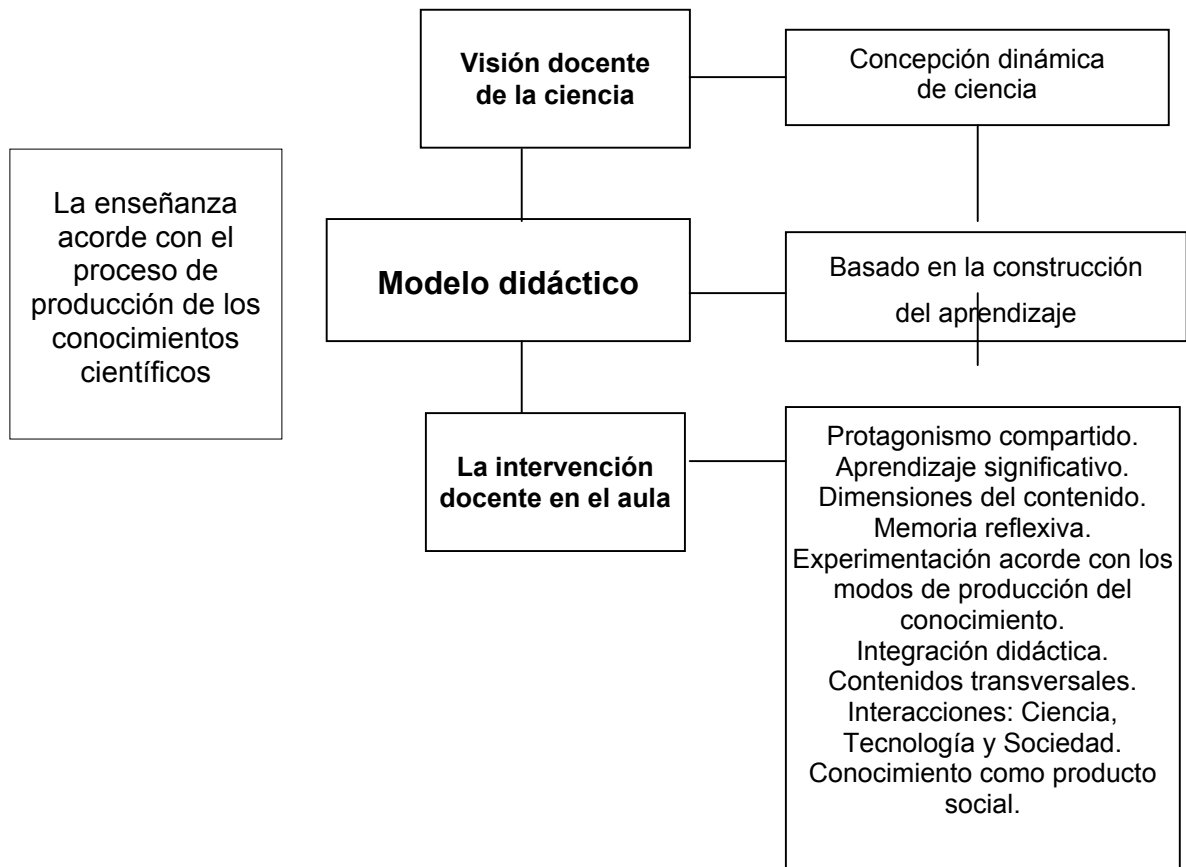 Visión docente
de la ciencia
Concepción dinámica
de ciencia
La enseñanza
acorde con el
proceso de
producción de los
conocimientos
científicos
Modelo didáctico
Basado en la construcción
del aprendizaje
La intervención
docente en el aula
Protagonismo compartido.
Aprendizaje significativo.
Dimensiones del contenido.
Memoria reflexiva.
Experimentación acorde con los
modos de producción del
conocimiento.
Integración didáctica.
Contenidos transversales.
Interacciones: Ciencia,
Tecnología y Sociedad.
Conocimiento como producto
social.